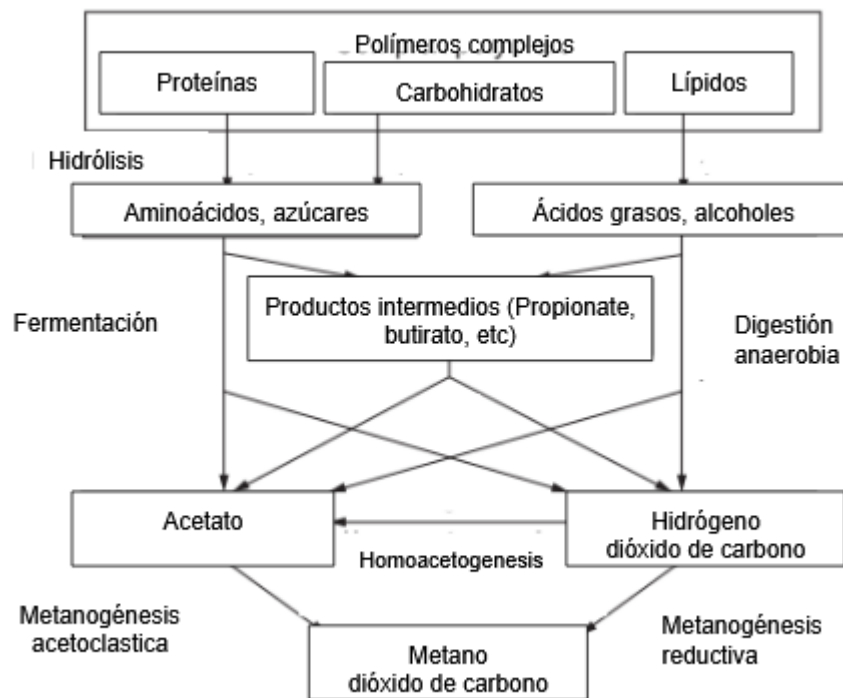 Polímeros complejos
Proteínas
Carbohidratos
Lípidos
Hidrólisis
Aminoácidos, azúcares
Ácidos grasos, alcoholes
Productos intermedios (Propionate,
butirato, etc)
Fermentación
Digestión
anaerobia
Acetato
Hidrógeno
dióxido de carbono
Homoacetogenesis
Metanogénesis
acetoclastica
Metanogénesis
reductiva
Metano
dióxido de carbono